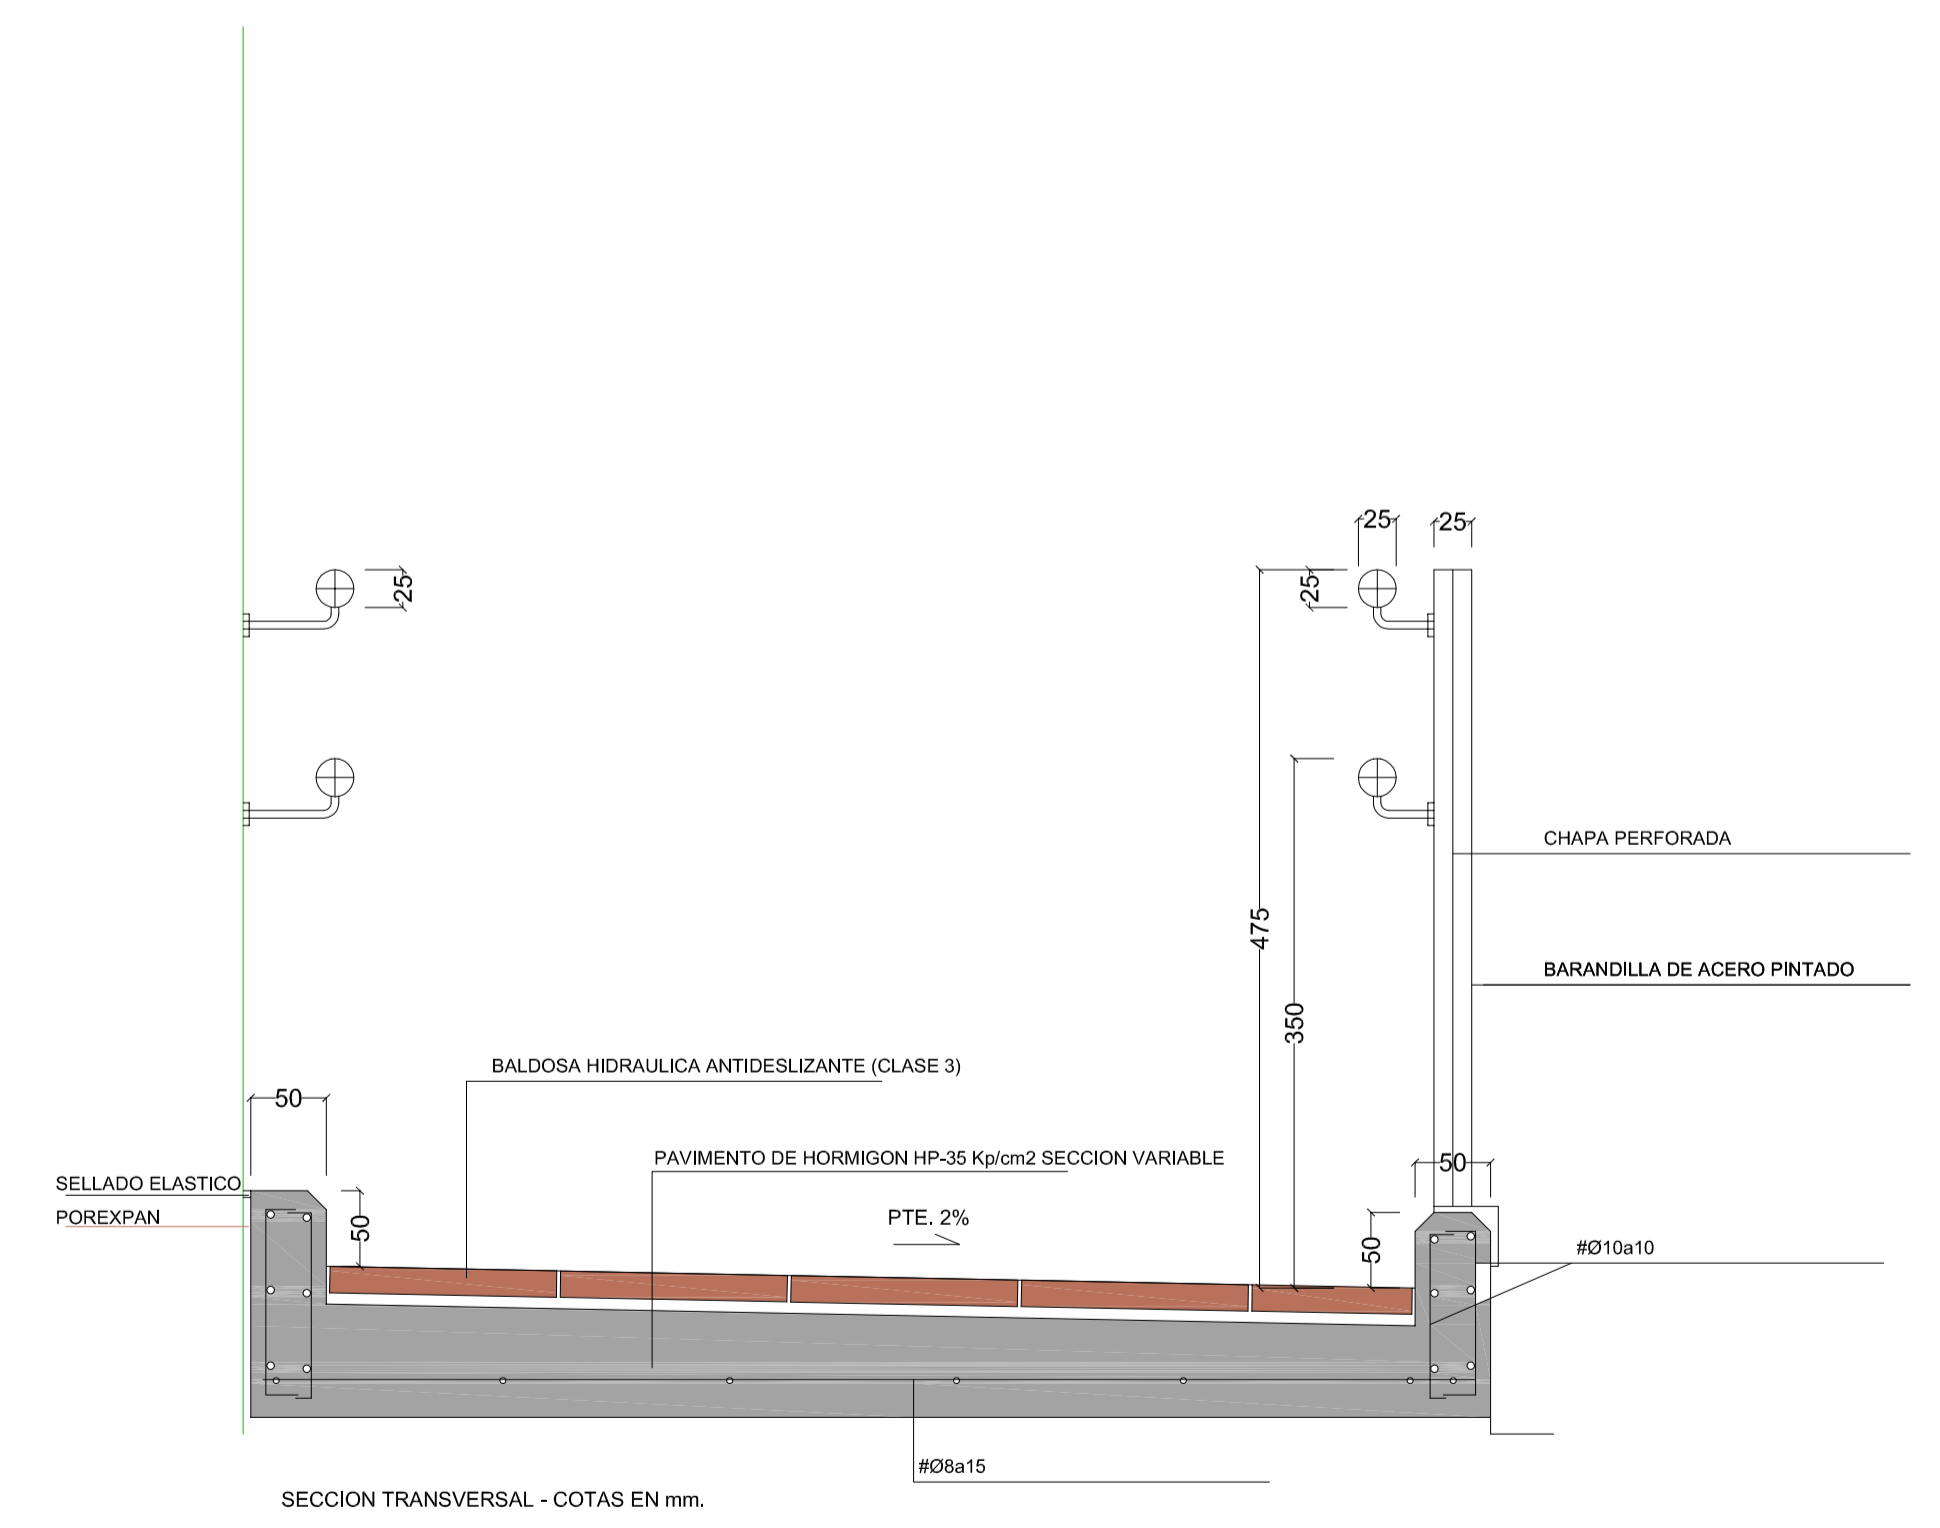 25
25
25
25
475
350
CHAPA PERFORADA
BARANDILLA DE ACERO PINTADO
BALDOSA HIDRAULICA ANTIDESLIZANTE (CLASE 3)
50
PAVIMENTO DE HORMIGON HP-35 Kp/cm2 SECCION VARIABLE
50
SELLADO ELASTICO
POREXPAN
50
PTE. 2%
50
#Ø10a10
#Ø8a15
SECCION TRANSVERSAL - COTAS EN mm.